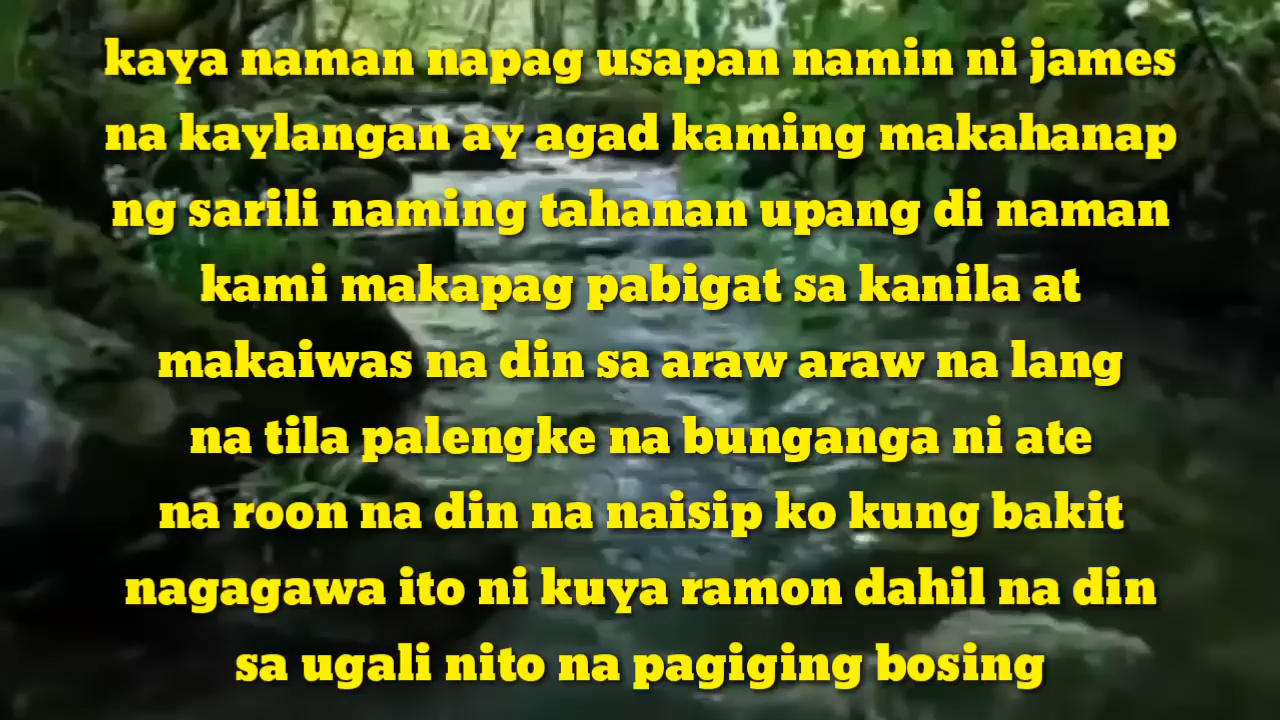 kaya naman napag usapan namin ni james
na kaylangan ay agad kaming makahanap
ng sarili naming tahanan upang di naman
kami makapag pabigat sa kanila at
makaiwas na din sa araw araw na lang
na tila palengke na bunganga ni ate
na roon na din na naisip ko kung bakit
nagagawa ito ni kuya ramon dahil na din
sa ugali nito na pagiging bosing